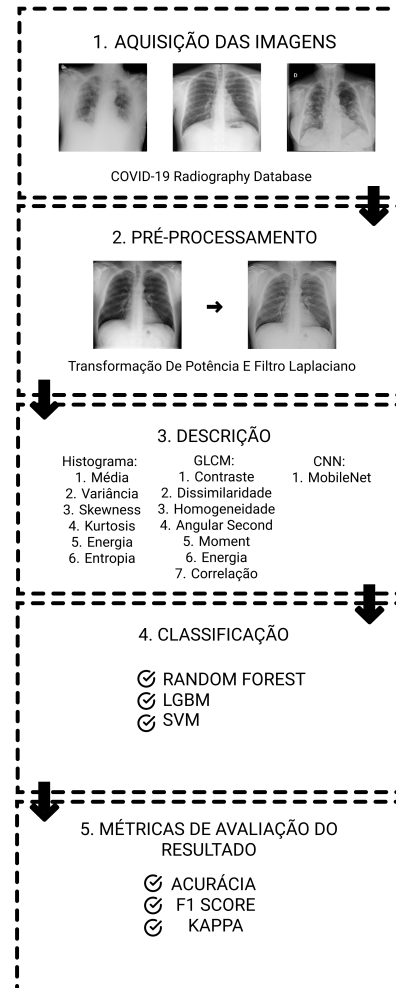 1. AQUISIÇÃO DAS IMAGENS
D
COVID-19 Radiography Database
2. PRÉ-PROCESSAMENTO
Transformação De Potência E Filtro Laplaciano
3. DESCRIÇÃO
Histograma:
1. Média
2. Variância
3. Skewness
4. Kurtosis
5. Energia
6. Entropia
GLCM:
1. Contraste
2. Dissimilaridade
3. Homogeneidade
4. Angular Second
5. Moment
6. Energia
7. Correlação
CNN:
1. MobileNet
4. CLASSIFICAÇÃO
RANDOM FOREST
LGBM
SVM
5. MÉTRICAS DE AVALIAÇÃO DO
RESULTADO
ACURÁCIA
F1 SCORE
KAPPA